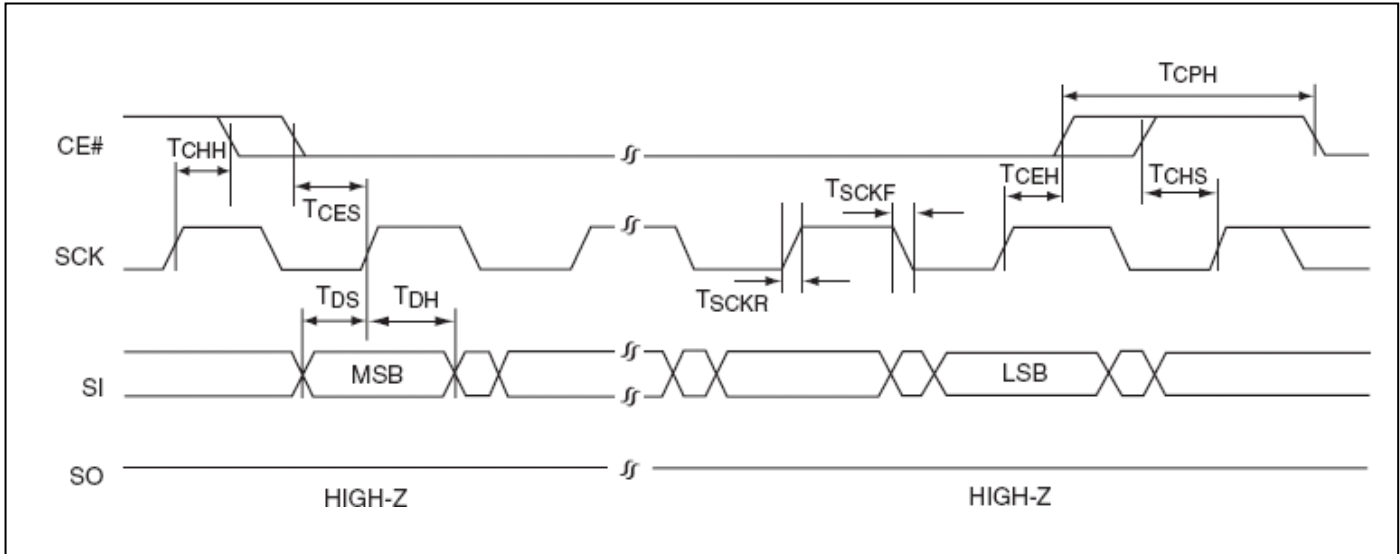 TCPH
CE#
TCHH
TCES
TSCKF
TCEH
TCHS
SCK
TDS
TDH
TSCKR
SI
MSB
LSB
SO
HIGH-Z
HIGH-Z